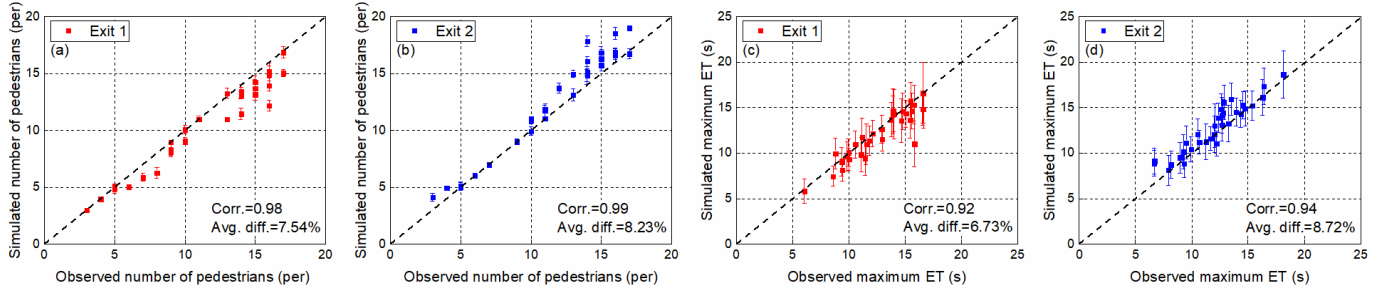 Simulated number of pedestrians (per)
20
15
10
5
0
Exit 1
(a)
Corr.=0.98
Avg. diff.=7.54%
0 5 10 15 20
Observed number of pedestrians (per)
Simulated number of pedestrians (per)
20
15
10
5
0
Exit 2
(b)
Corr.=0.99
Avg. diff.=8.23%
0 5 10 15 20
Observed number of pedestrians (per)
Simulated maximum ET (s)
25
20
15
10
5
0
Exit 1
(c)
Corr.=0.92
Avg. diff.=6.73%
0 5 10 15 20 25
Observed maximum ET (s)
Simulated maximum ET (s)
25
20
15
10
5
0
Exit 2
(d)
Corr.=0.94
Avg. diff.=8.72%
0 5 10 15 20 25
Observed maximum ET (s)